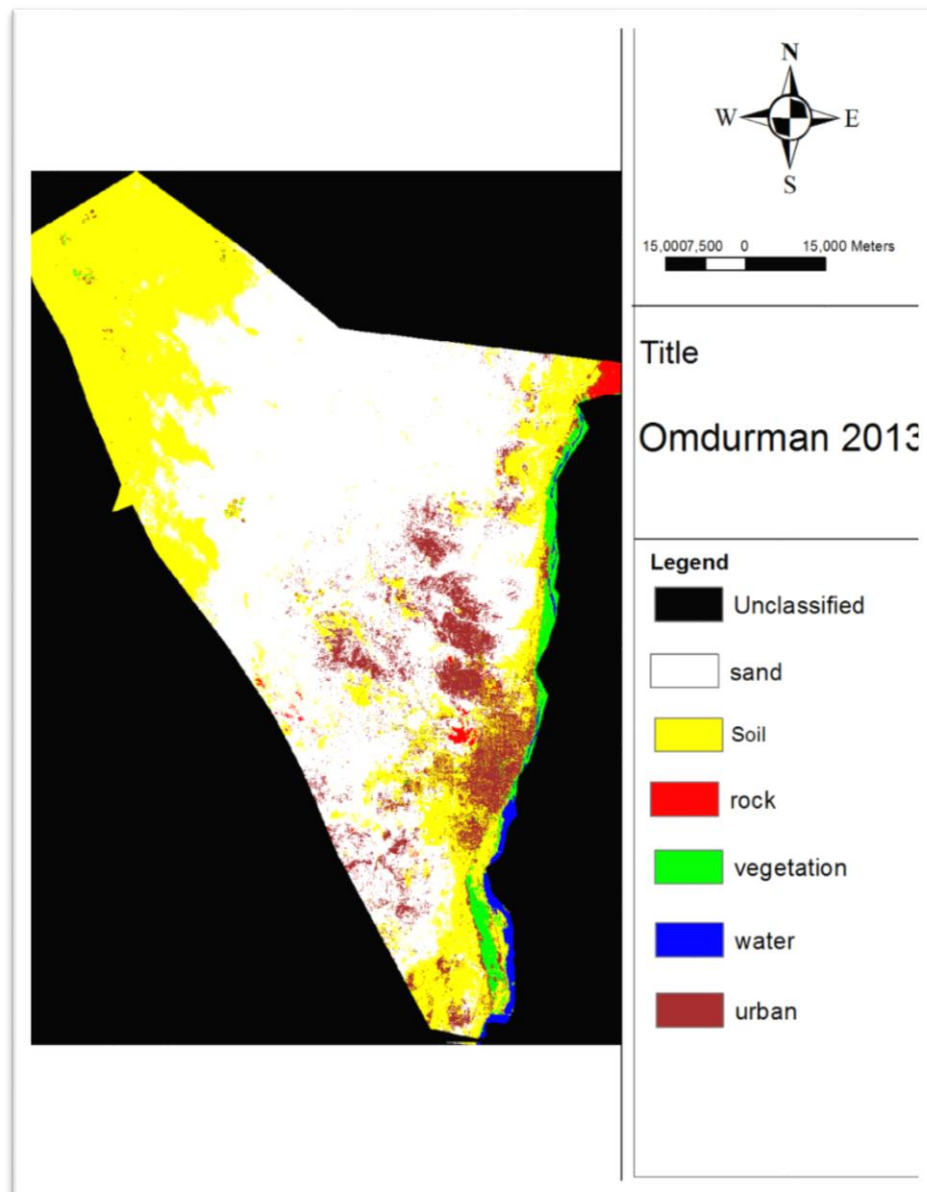 N
W E
S
15,0007,500 0 15,000 Meters
Title
Omdurman 2013
Legend
Unclassified
sand
Soil
rock
vegetation
water
urban